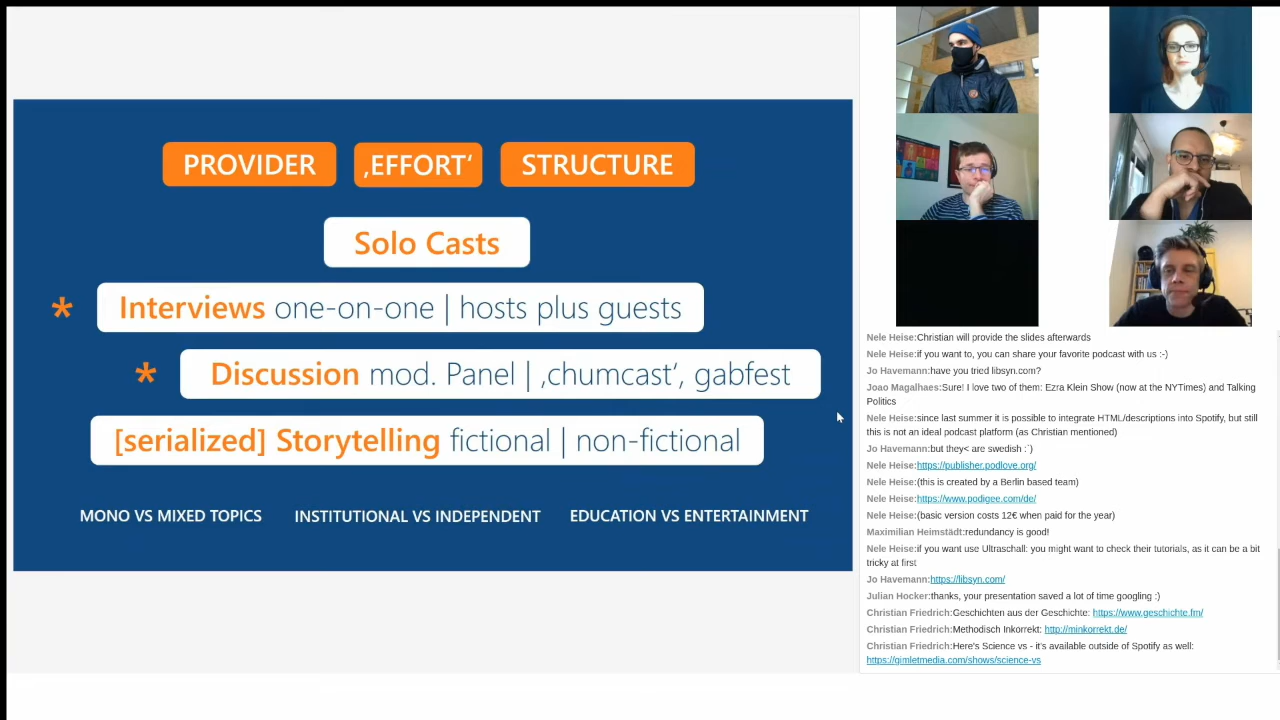 PROVIDER ‚EFFORT‘ STRUCTURE
Solo Casts
* Interviews one-on-one | hosts plus guests
* Discussion mod. Panel | ‚chumcast‘, gabfest
[serialized] Storytelling fictional | non-fictional
MONO VS MIXED TOPICS INSTITUTIONAL VS INDEPENDENT EDUCATION VS ENTERTAINMENT
Nele Heise:Christian will provide the slides afterwards
Nele Heise:if you want to, you can share your favorite podcast with us :-)
Jo Havemann:have you tried libsyn.com?
Joao Magalhaes:Sure! I love two of them: Ezra Klein Show (now at the NYTimes) and Talking
Politics
Nele Heise:since last summer it is possible to integrate HTML/descriptions into Spotify, but still
this is not an ideal podcast platform (as Christian mentioned)
Jo Havemann:but they< are swedish :´)
Nele Heise:https://publisher.podlove.org/
Nele Heise:(this is created by a Berlin based team)
Nele Heise:https://www.podigee.com/de/
Nele Heise:(basic version costs 12€ when paid for the year)
Maximilian Heimstädt:redundancy is good!
Nele Heise:if you want use Ultraschall: you might want to check their tutorials, as it can be a bit
tricky at first
Jo Havemann:https://libsyn.com/
Julian Hocker:thanks, your presentation saved a lot of time googling :)
Christian Friedrich:Geschichten aus der Geschichte: https://www.geschichte.fm/
Christian Friedrich:Methodisch Inkorrekt: http://minkorrekt.de/
Christian Friedrich:Here's Science vs - it's available outside of Spotify as well:
https://gimletmedia.com/shows/science-vs